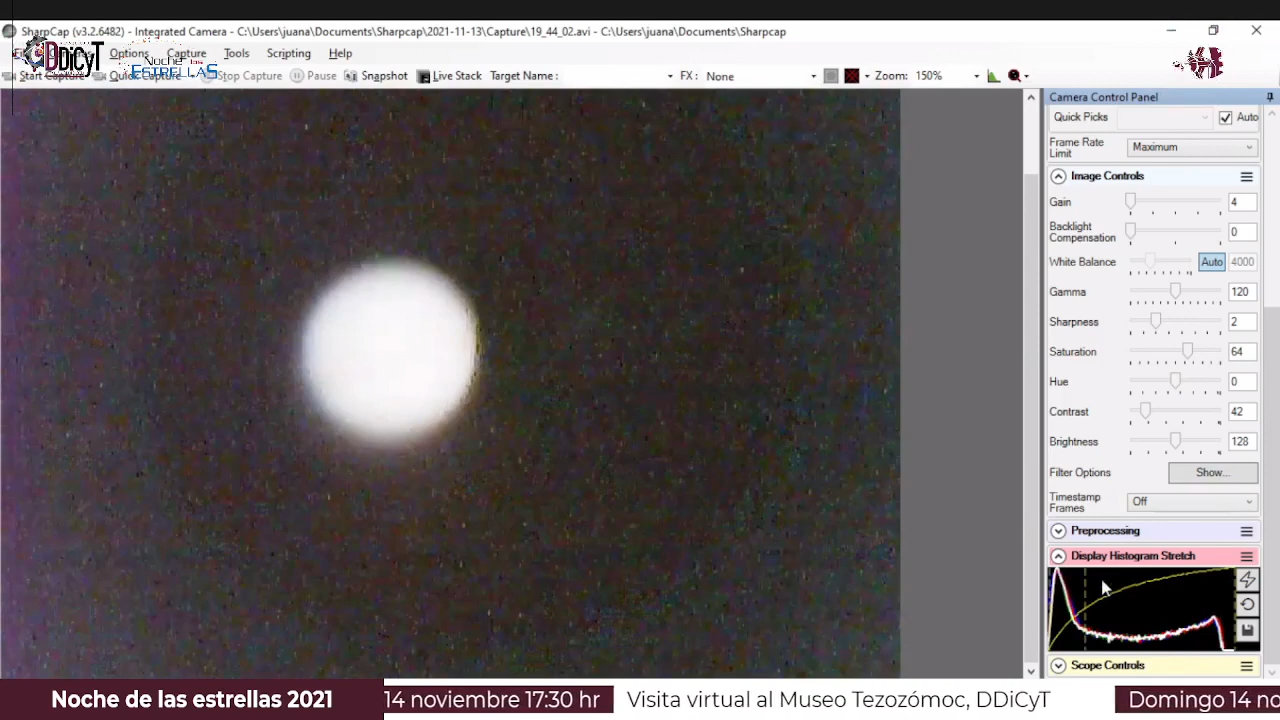 SharpCap (v3.2.6482) - Integrated Camera - C:\Users\juana\Documents\Sharpcap\2021-11-13\Capture\19_44_02.avi - C:\Users\juana\Documents\Sharpcap
DDiCyT
Noche de las
ESTRELLAS
Options Capture Tools Scripting Help
Start Capture Quick Capture Stop Capture Pause Snapshot Live Stack Target Name : FX : None Zoom: 150%
Camera Control Panel
Quick Picks Auto
Frame Rate Limit Maximum
Image Controls
Gain 4
Backlight Compensation 0
White Balance Auto 4000
Gamma 120
Sharpness 2
Saturation 64
Hue 0
Contrast 42
Brightness 128
Filter Options Show...
Timestamp Frames Off
Preprocessing
Display Histogram Stretch
Scope Controls
Noche de las estrellas 2021 14 noviembre 17:30 hr Visita virtual al Museo Tezozómoc, DDiCyT Domingo 14 no